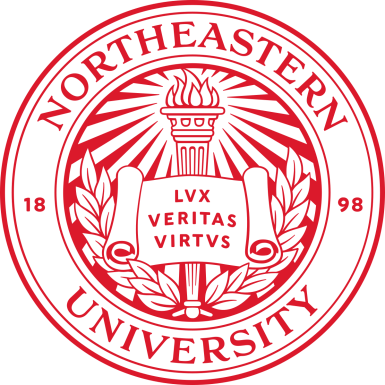 NORTHEASTERN
18 98
LVX
VERITAS
VIRTVS
UNIVERSITY